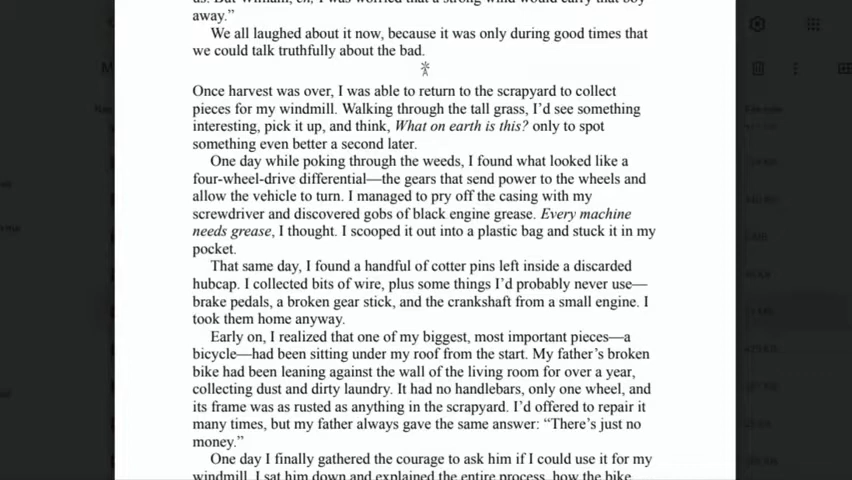 us. But William, eh, I was worried that a strong wind would carry that boy
away.”
We all laughed about it now, because it was only during good times that
we could talk truthfully about the bad.
Once harvest was over, I was able to return to the scrapyard to collect
pieces for my windmill. Walking through the tall grass, I’d see something
interesting, pick it up, and think, What on earth is this? only to spot
something even better a second later.
One day while poking through the weeds, I found what looked like a
four-wheel-drive differential—the gears that send power to the wheels and
allow the vehicle to turn. I managed to pry off the casing with my
screwdriver and discovered gobs of black engine grease. Every machine
needs grease, I thought. I scooped it out into a plastic bag and stuck it in my
pocket.
That same day, I found a handful of cotter pins left inside a discarded
hubcap. I collected bits of wire, plus some things I’d probably never use—
brake pedals, a broken gear stick, and the crankshaft from a small engine. I
took them home anyway.
Early on, I realized that one of my biggest, most important pieces—a
bicycle—had been sitting under my roof from the start. My father’s broken
bike had been leaning against the wall of the living room for over a year,
collecting dust and dirty laundry. It had no handlebars, only one wheel, and
its frame was as rusted as anything in the scrapyard. I’d offered to repair it
many times, but my father always gave the same answer: “There’s just no
money.”
One day I finally gathered the courage to ask him if I could use it for my
windmill. I sat him down and explained the entire process, how the bike